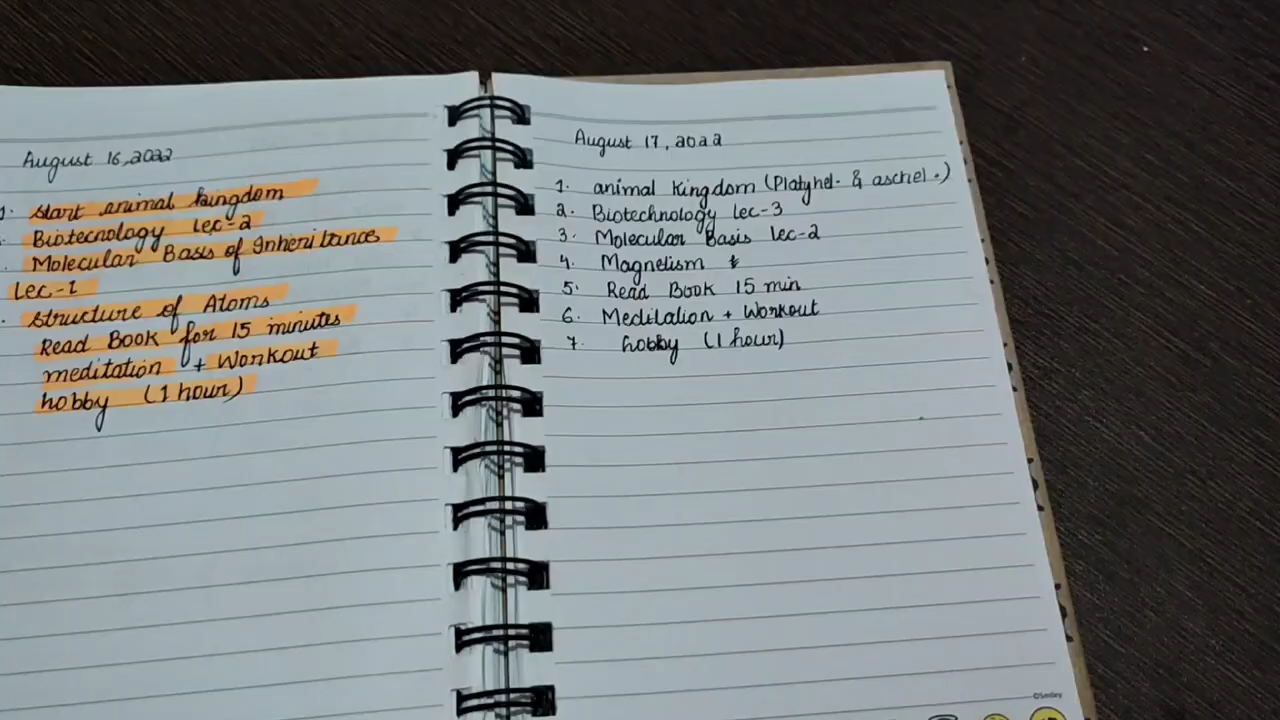 August 16,2022
1. start animal kingdom
. Biotecnology lec-2
. Molecular Basis of Inheritance
lec-1
. structure of Atoms
Read Book for 15 minutes
meditation + Workout
hobby (1 hour)
August 17, 2022
1. animal kingdom (Platyhel. & aschel.)
2. Biotechnology lec-3
3. Molecular Basis lec-2
4. Magnetism
5. Read Book 15 min
6. Meditation + Workout
7. hobby (1 hour)
©Smiley